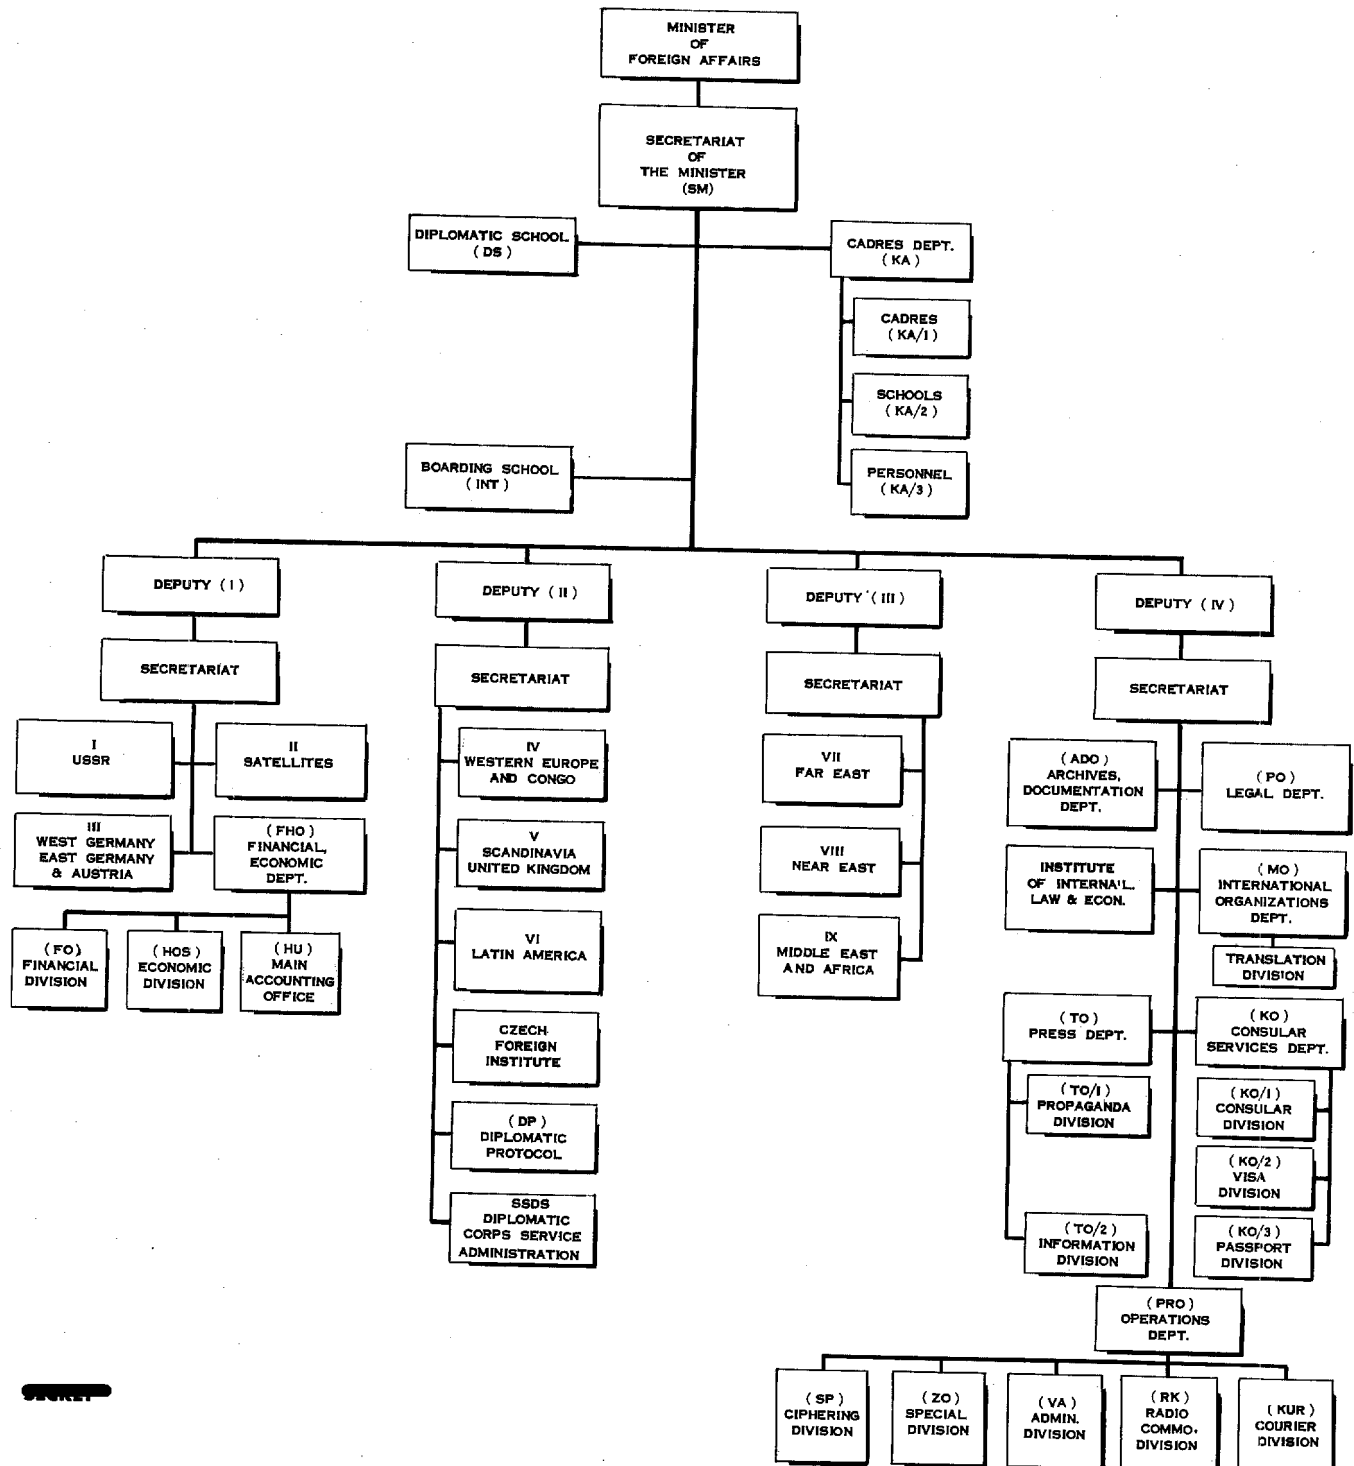 MINISTER
OF
FOREIGN AFFAIRS
SECRETARIAT
OF
THE MINISTER
(SM)
DIPLOMATIC SCHOOL
(DS)
CADRES DEPT.
(KA)
CADRES
(KA/1)
SCHOOLS
(KA/2)
PERSONNEL
(KA/3)
BOARDING SCHOOL
(INT)
DEPUTY (I)
DEPUTY (II)
DEPUTY (III)
DEPUTY (IV)
SECRETARIAT
SECRETARIAT
SECRETARIAT
SECRETARIAT
I
USSR
II
SATELLITES
III
WEST GERMANY
EAST GERMANY
& AUSTRIA
(FHO)
FINANCIAL,
ECONOMIC
DEPT.
(FO)
FINANCIAL
DIVISION
(HOS)
ECONOMIC
DIVISION
(HU)
MAIN
ACCOUNTING
OFFICE
IV
WESTERN EUROPE
AND CONGO
V
SCANDINAVIA
UNITED KINGDOM
VI
LATIN AMERICA
CZECH
FOREIGN
INSTITUTE
(DP)
DIPLOMATIC
PROTOCOL
SSDS
DIPLOMATIC
CORPS SERVICE
ADMINISTRATION
VII
FAR EAST
VIII
NEAR EAST
IX
MIDDLE EAST
AND AFRICA
(ADO)
ARCHIVES,
DOCUMENTATION
DEPT.
(PO)
LEGAL DEPT.
INSTITUTE
OF INTERNA'L.
LAW & ECON.
(MO)
INTERNATIONAL
ORGANIZATIONS
DEPT.
TRANSLATION
DIVISION
(TO)
PRESS DEPT.
(KO)
CONSULAR
SERVICES DEPT.
(TO/1)
PROPAGANDA
DIVISION
(TO/2)
INFORMATION
DIVISION
(KO/1)
CONSULAR
DIVISION
(KO/2)
VISA
DIVISION
(KO/3)
PASSPORT
DIVISION
(PRO)
OPERATIONS
DEPT.
(SP)
CIPHERING
DIVISION
(ZO)
SPECIAL
DIVISION
(VA)
ADMIN.
DIVISION
(RK)
RADIO
COMMO.
DIVISION
(KUR)
COURIER
DIVISION